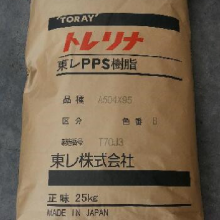 'TORAY'
トレリナ
東レPPS樹脂
品種 A504X95
区分 色番 B
製造番号 T70J3
東レ株式会社
正味 25kg
MADE IN JAPAN